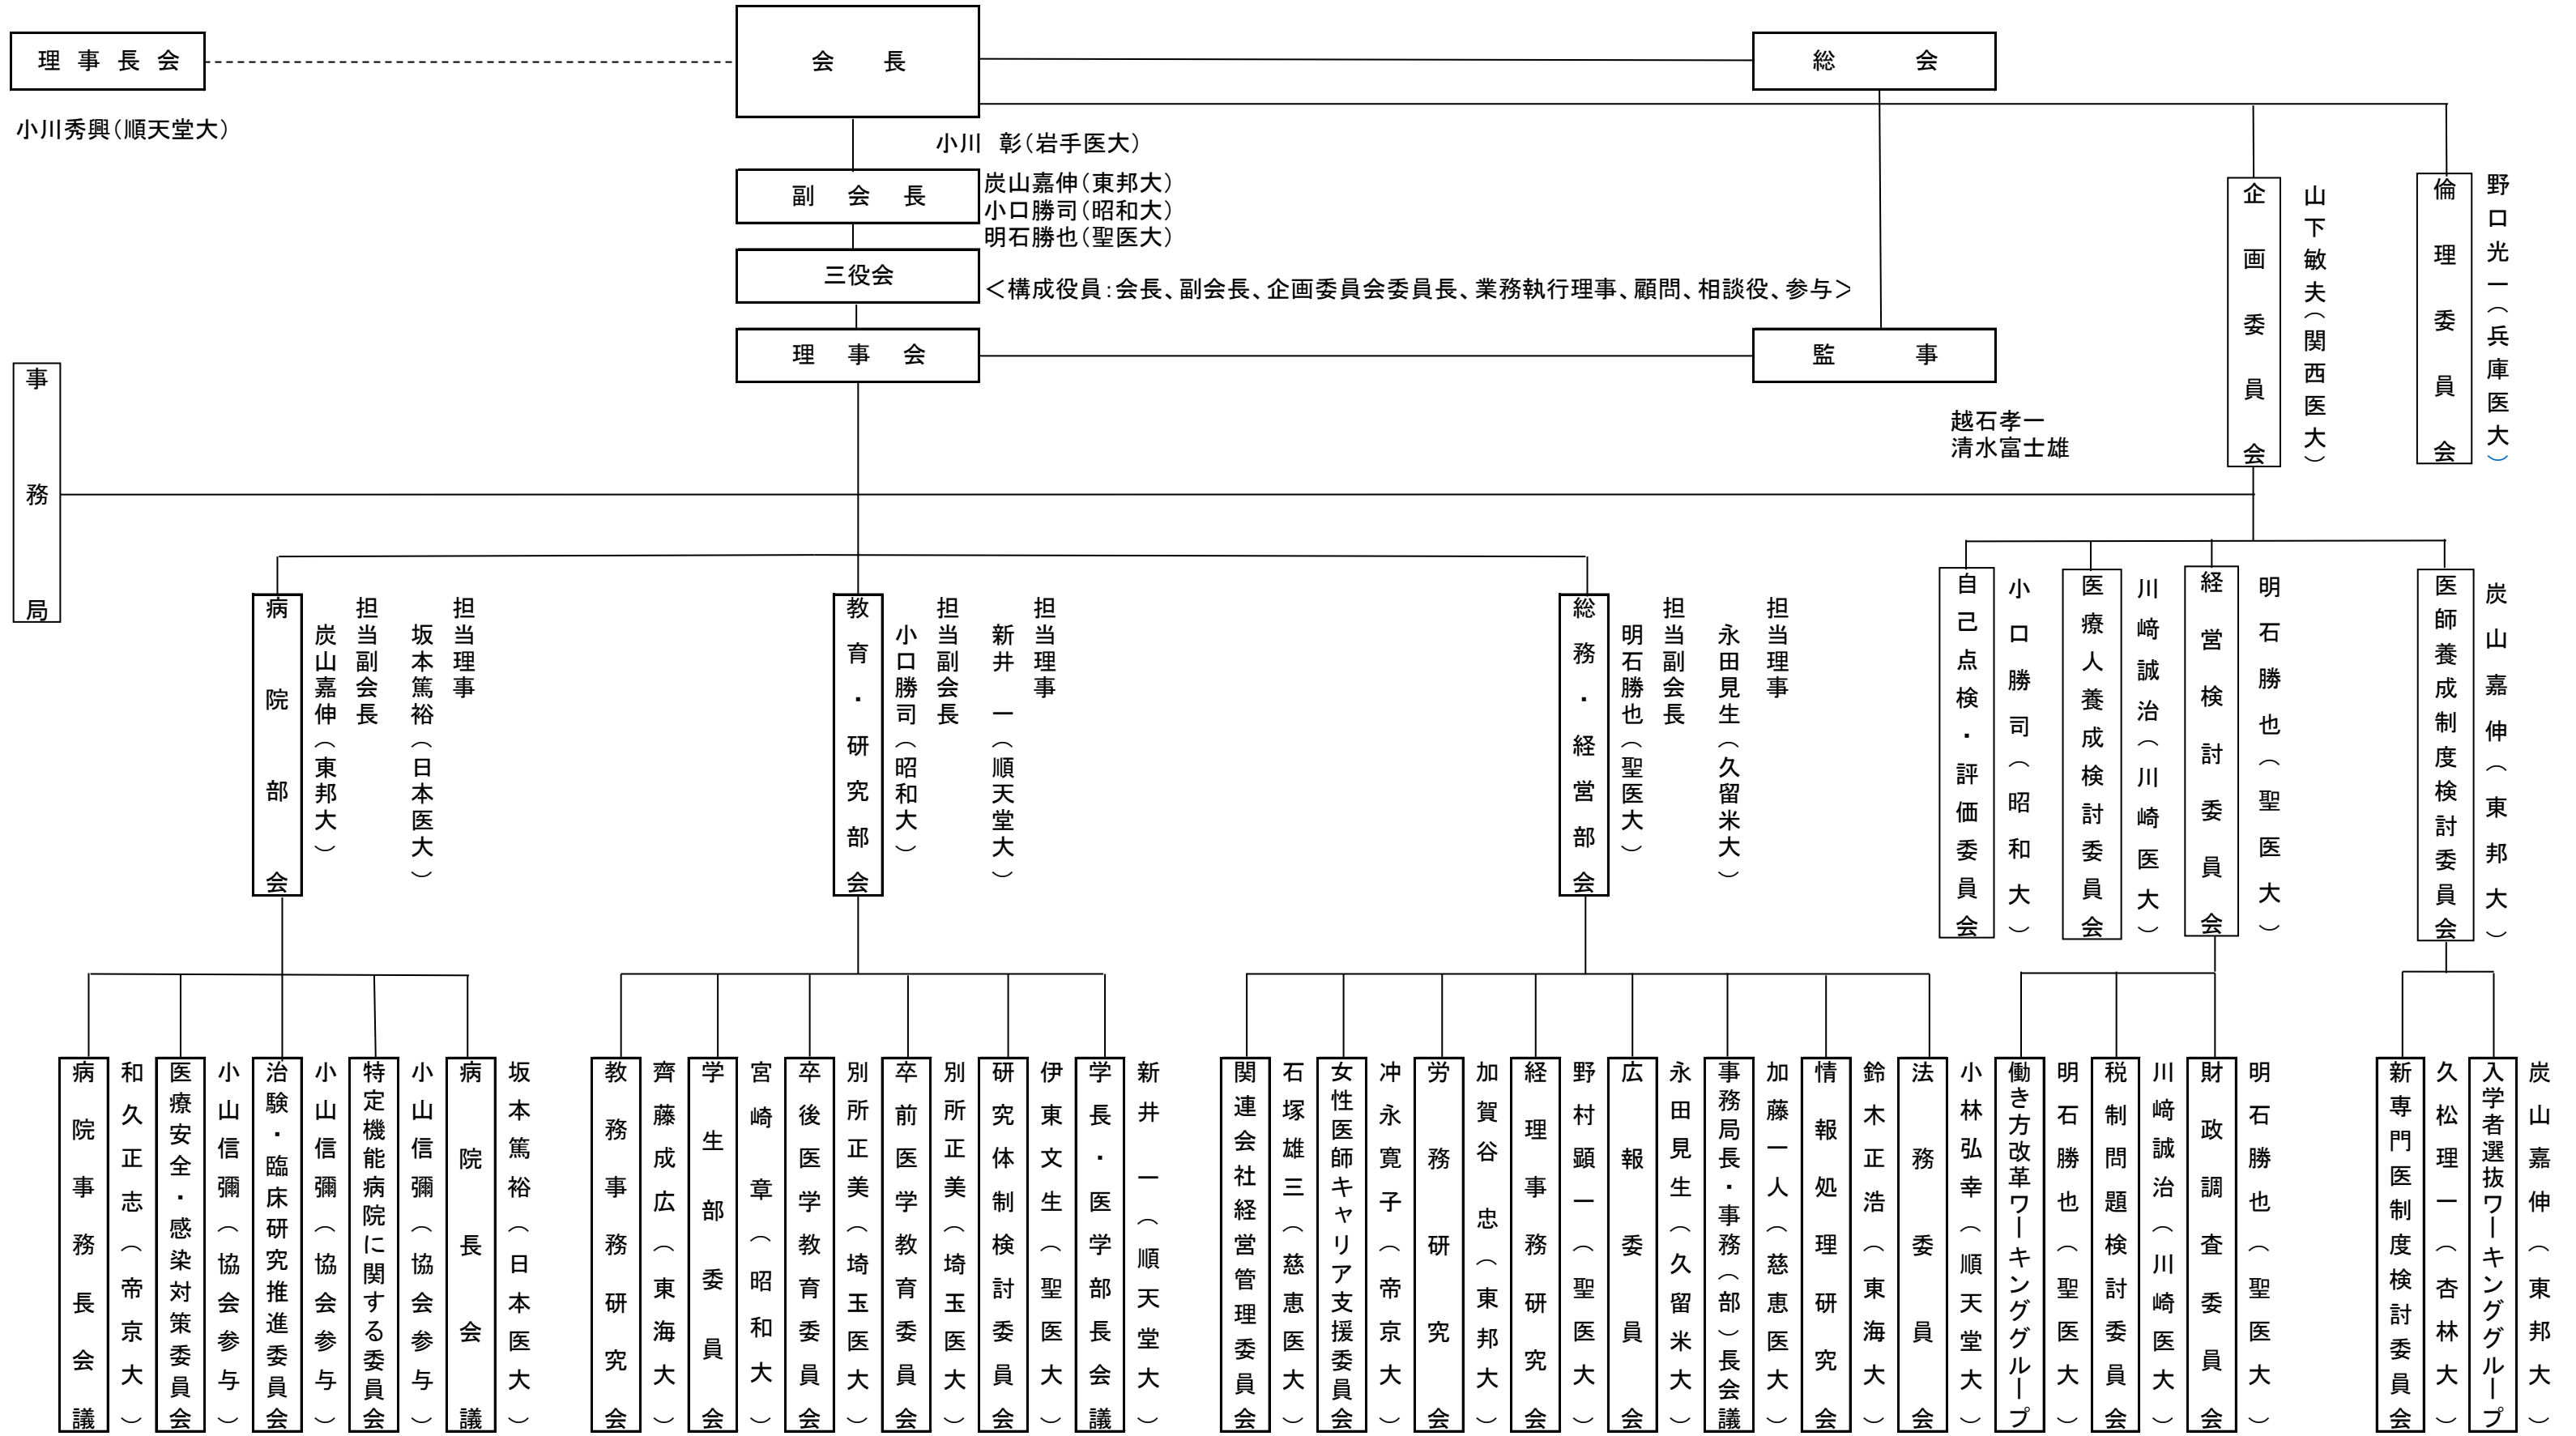 理事長会
会長
総会
小川秀興（順天堂大）
小川　彰（岩手医大）
副会長
炭山嘉伸（東邦大）
小口勝司（昭和大）
明石勝也（聖医大）
三役会
＜構成役員：会長、副会長、企画委員会委員長、業務執行理事、顧問、相談役、参与＞
理事会
監事
越石孝一
清水富士雄
企画委員会
山下敏夫（関西医大）
倫理委員会
野口光一（兵庫医大）
事務局
病院部会
炭山嘉伸（東邦大）
担当副会長
坂本篤裕（日本医大）
担当理事
教育・研究部会
小口勝司（昭和大）
担当副会長
新井　一（順天堂大）
担当理事
総務・経営部会
明石勝也（聖医大）
担当副会長
永田見生（久留米大）
担当理事
自己点検・評価委員会
小口勝司（昭和大）
医療人養成検討委員会
川﨑誠治（川崎医大）
経営検討委員会
明石勝也（聖医大）
医師養成制度検討委員会
炭山嘉伸（東邦大）
病院事務長会議
和久正志（帝京大）
医療安全・感染対策委員会
小山信彌（協会参与）
治験・臨床研究推進委員会
小山信彌（協会参与）
特定機能病院に関する委員会
小山信彌（協会参与）
病院長会議
坂本篤裕（日本医大）
教務事務研究会
齊藤成広（東海大）
学生部委員会
宮崎章（昭和大）
卒後医学教育委員会
別所正美（埼玉医大）
卒前医学教育委員会
別所正美（埼玉医大）
研究体制検討委員会
伊東文生（聖医大）
学長・医学部長会議
新井　一（順天堂大）
関連会社経営管理委員会
石塚雄三（慈恵医大）
女性医師キャリア支援委員会
冲永寛子（帝京大）
労務研究会
加賀谷　忠（東邦大）
経理事務研究会
野村顕一（聖医大）
広報委員会
永田見生（久留米大）
事務局長・事務（部）長会議
加藤一人（慈恵医大）
情報処理研究会
鈴木正浩（東海大）
法務委員会
小林弘幸（順天堂大）
働き方改革ワーキンググループ
明石勝也（聖医大）
税制問題検討委員会
川﨑誠治（川崎医大）
財政調査委員会
明石勝也（聖医大）
新専門医制度検討委員会
久松理一（杏林大）
入学者選抜ワーキンググループ
炭山嘉伸（東邦大）